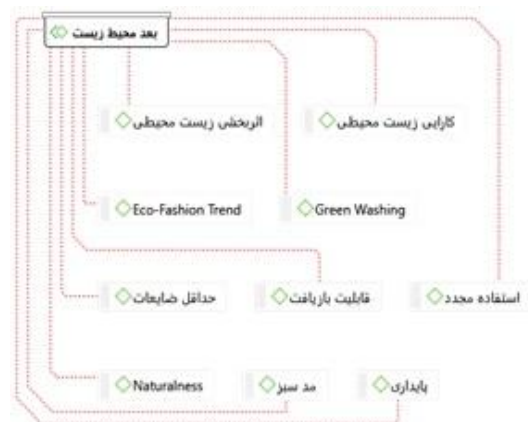 بعد محیط زیست
اثربخشی زیست محیطی
کارایی زیست محیطی
Eco-Fashion Trend
Green Washing
حداقل ضایعات
قابلیت بازیافت
استفاده مجدد
Naturalness
مد سبز
پایداری